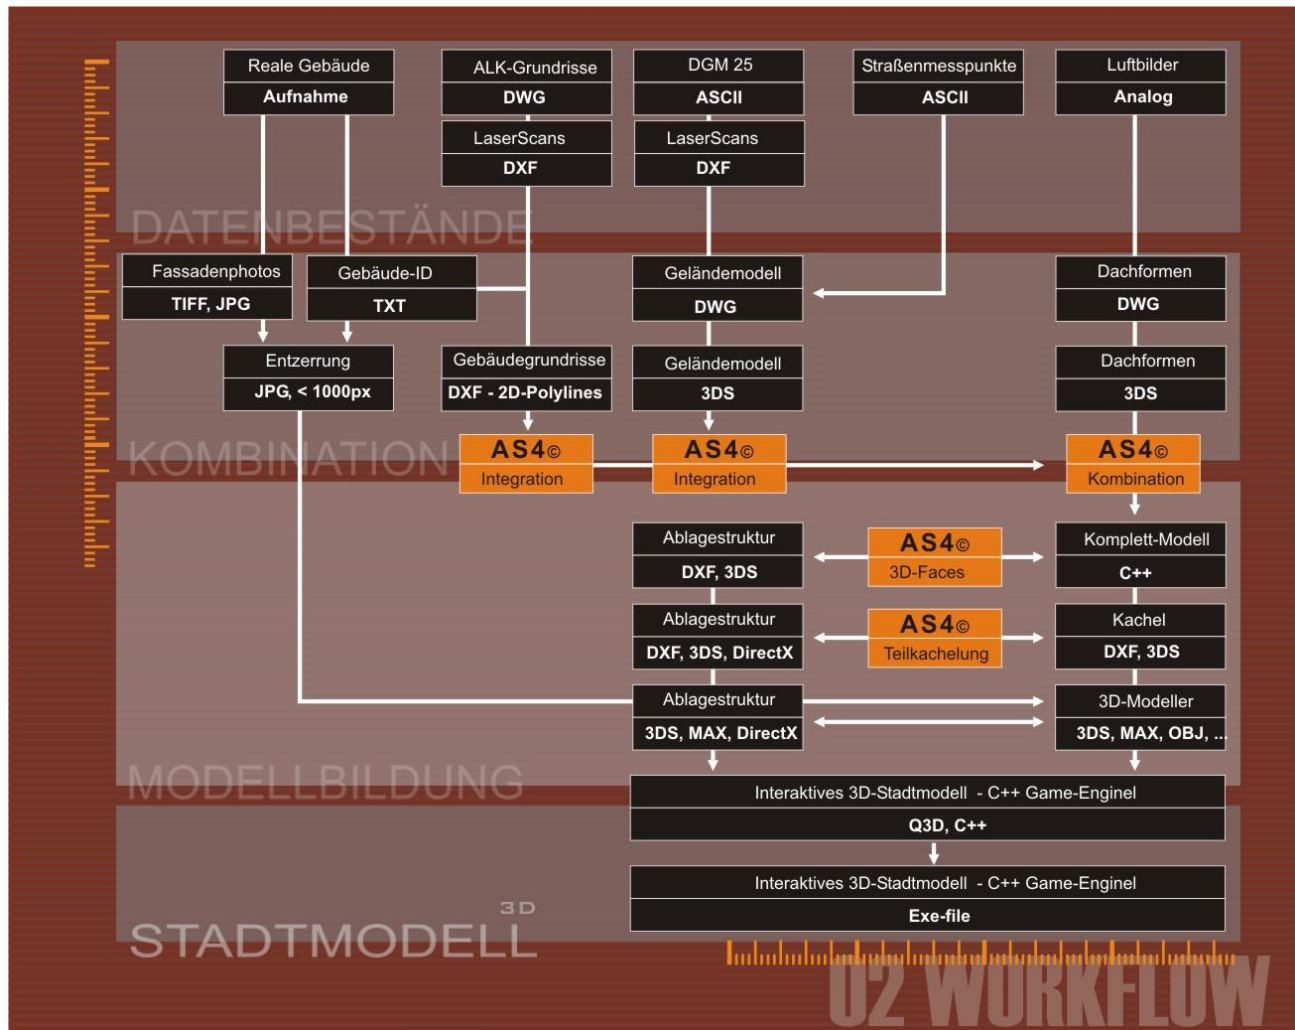 Reale Gebäude
Aufnahme
ALK-Grundrisse
DWG
LaserScans
DXF
DGM 25
ASCII
LaserScans
DXF
Straßenmesspunkte
ASCII
Luftbilder
Analog
DATENBESTÄNDE
Fassadenphotos
TIFF, JPG
Gebäude-ID
TXT
Geländemodell
DWG
Dachformen
DWG
Entzerrung
JPG, < 1000px
Gebäudegrundrisse
DXF - 2D-Polylines
Geländemodell
3DS
Dachformen
3DS
KOMBINATION
AS4©
Integration
AS4©
Integration
AS4©
Kombination
Ablagestruktur
DXF, 3DS
AS4©
3D-Faces
Komplett-Modell
C++
Ablagestruktur
DXF, 3DS, DirectX
AS4©
Teilkachelung
Kachel
DXF, 3DS
Ablagestruktur
3DS, MAX, DirectX
3D-Modeller
3DS, MAX, OBJ, ...
MODELLBILDUNG
Interaktives 3D-Stadtmodell - C++ Game-Enginel
Q3D, C++
Interaktives 3D-Stadtmodell - C++ Game-Enginel
Exe-file
3D
STADTMODELL
02 WORKFLOW